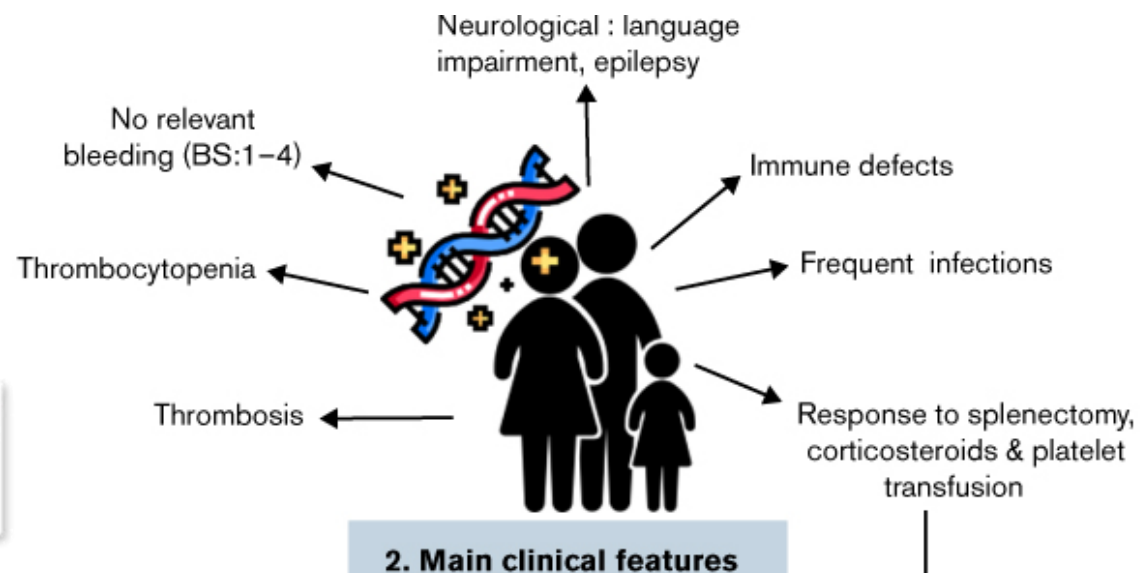 Neurological : language
impairment, epilepsy
No relevant
bleeding (BS:1–4)
Immune defects
Thrombocytopenia
Frequent infections
Thrombosis
Response to splenectomy,
corticosteroids & platelet
transfusion
2. Main clinical features